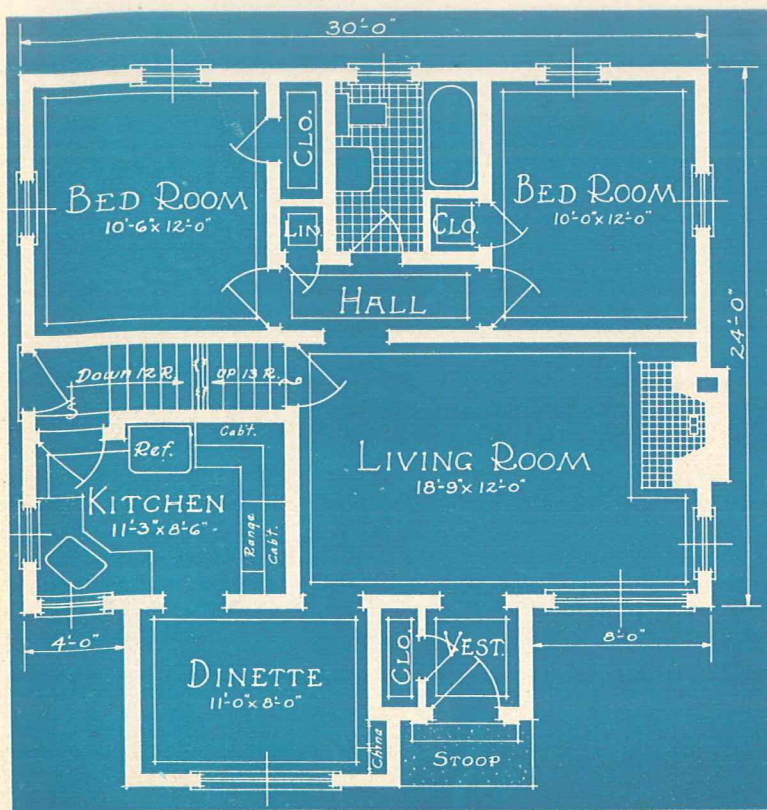 30'-0"
BED ROOM
10'-6" x 12'-0"
CLO.
LIN.
CLO.
BED ROOM
10'-0" x 12'-0"
HALL
24'-0"
Down 12 R.
UP 13 R.
Ref.
Cab't.
KITCHEN
11'-3" x 8'-6"
Range
Cab't.
LIVING ROOM
18'-9" x 12'-0"
4'-0"
DINETTE
11'-0" x 8'-0"
China
CLO.
VEST.
8'-0"
STOOP